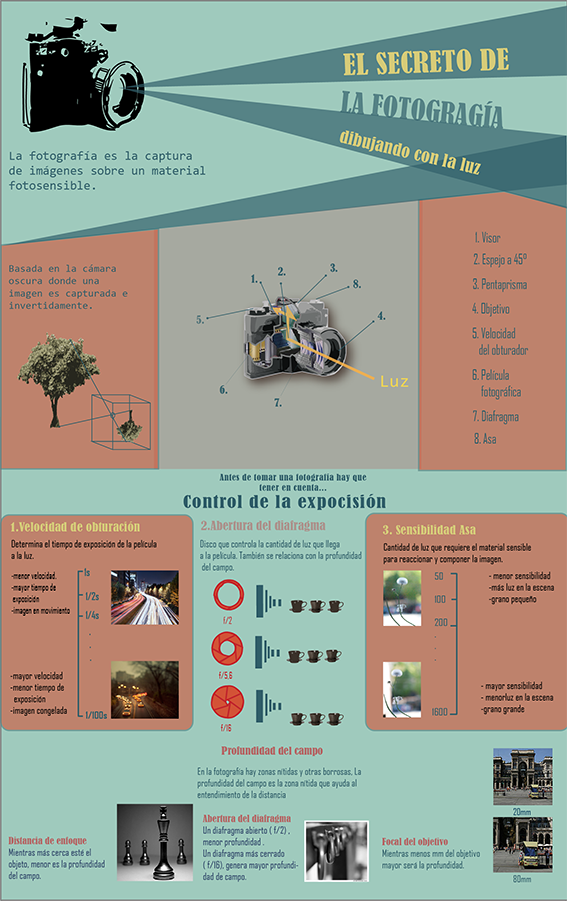 EL SECRETO DE
LA FOTOGRAGÍA
dibujando con la luz
La fotografía es la captura
de imágenes sobre un material
fotosensible.
Basada en la cámara
oscura donde una
imagen es capturada e
invertidamente.
1.
2.
3.
8.
5.
4.
6.
7.
Luz
1. Visor
2. Espejo a 45º
3. Pentaprisma
4. Objetivo
5. Velocidad
del obturador
6. Película
fotográfica
7. Diafragma
8. Asa
Antes de tomar una fotografía hay que
tener en cuenta...
Control de la expocisión
1.Velocidad de obturación
Determina el tiempo de exposición de la película
a la luz.
-menor velocidad,
-mayor tiempo de
exposición
-imagen en movimiento
1s
1/2s
1/4s
-mayor velocidad
-menor tiempo de
exposición
-imagen congelada
1/100s
2.Abertura del diafragma
Disco que controla la cantidad de luz que llega
a la película. También se relaciona con la profundidad
del campo.
f/2
f/5,6
f/16
3. Sensibilidad Asa
Cantidad de luz que requiere el material sensible
para reaccionar y componer la imagen.
50
100
200
1600
- menor sensibilidad
-más luz en la escena
-grano pequeño
- mayor sensibilidad
-menorluz en la escena
-grano grande
Profundidad del campo
En la fotografía hay zonas nítidas y otras borrosas, La
profundidad del campo es la zona nítida que ayuda al
entendimiento de la distancia
Distancia de enfoque
Mientras más cerca esté el
objeto, menor es la profundidad
del campo.
Abertura del diafragma
Un diafragma abierto ( f/2) ,
menor profundidad .
Un diafragma más cerrado
( f/16), genera mayor profundi-
dad de campo.
Focal del objetivo
Mientras menos mm del objetivo
mayor será la profundidad.
20mm
80mm